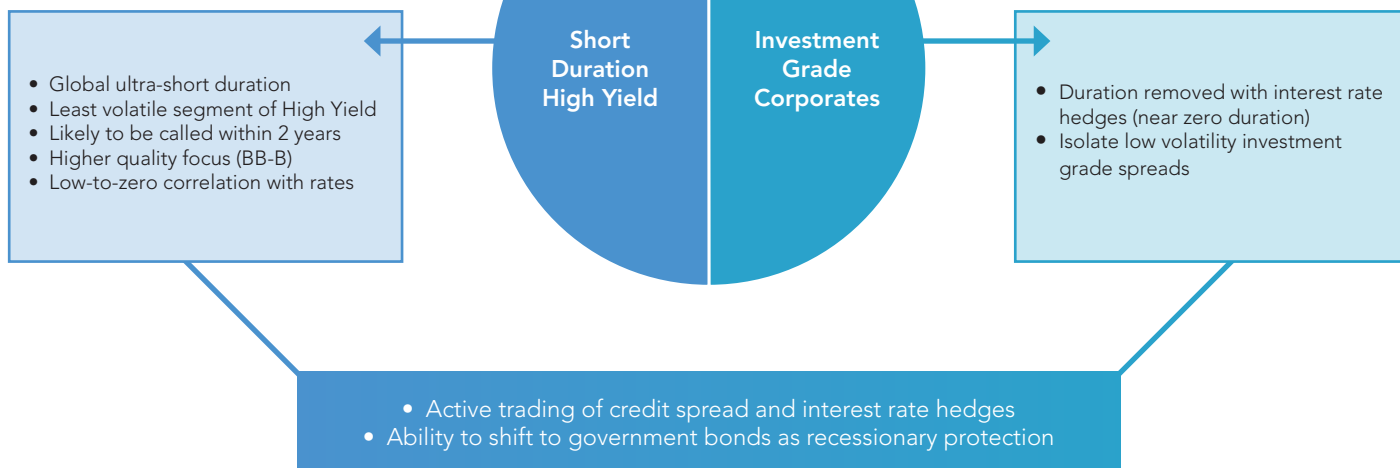 Short
Duration
High Yield
Investment
Grade
Corporates
• Global ultra-short duration
• Least volatile segment of High Yield
• Likely to be called within 2 years
• Higher quality focus (BB-B)
• Low-to-zero correlation with rates
• Duration removed with interest rate
hedges (near zero duration)
• Isolate low volatility investment
grade spreads
• Active trading of credit spread and interest rate hedges
• Ability to shift to government bonds as recessionary protection